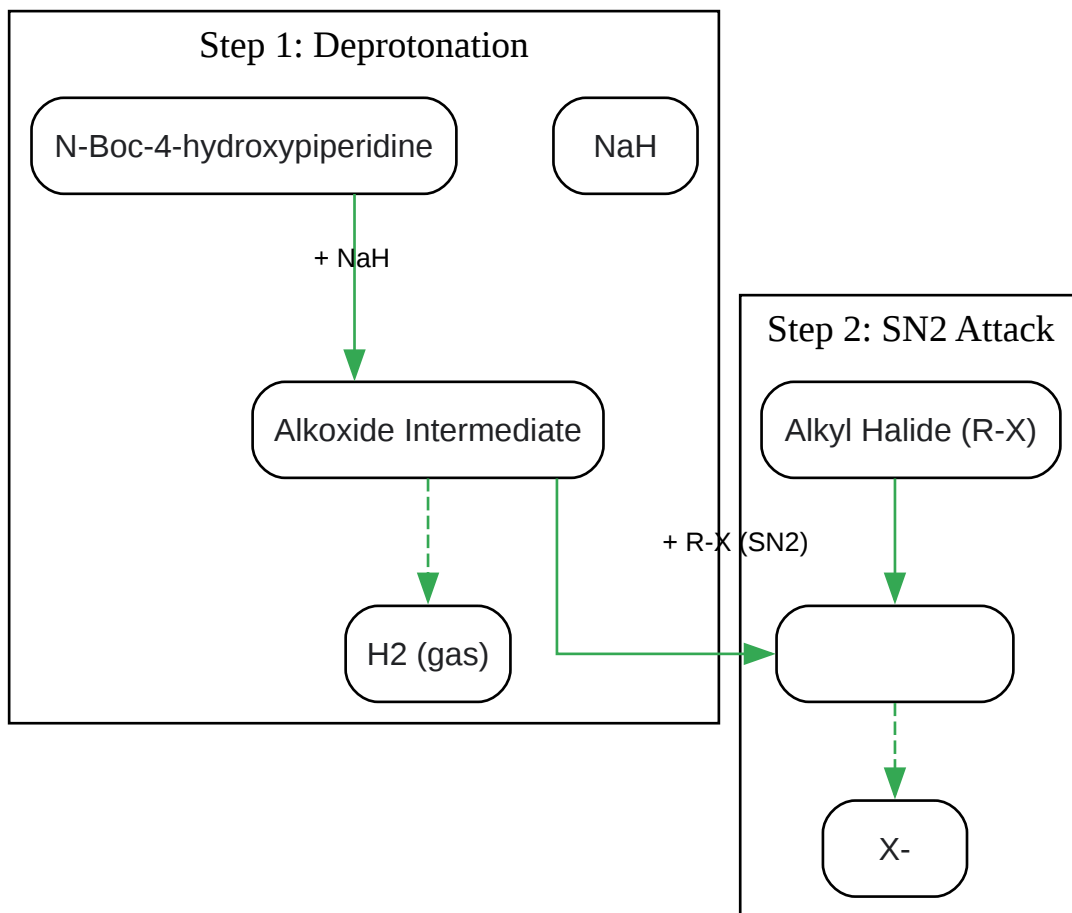 Step 1: Deprotonation
N-Boc-4-hydroxypiperidine
NaH
+ NaH
Alkoxide Intermediate
H2 (gas)
Step 2: SN2 Attack
Alkyl Halide (R-X)
+ R-X (SN2)
X-